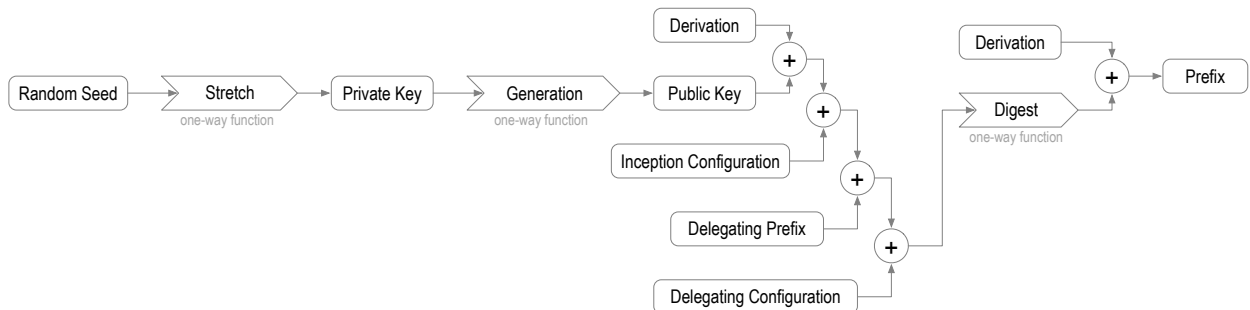 Derivation
Derivation
+
+
Random Seed
Stretch
Private Key
Generation
Public Key
Prefix
one-way function
one-way function
+
Digest
one-way function
Inception Configuration
+
Delegating Prefix
+
Delegating Configuration